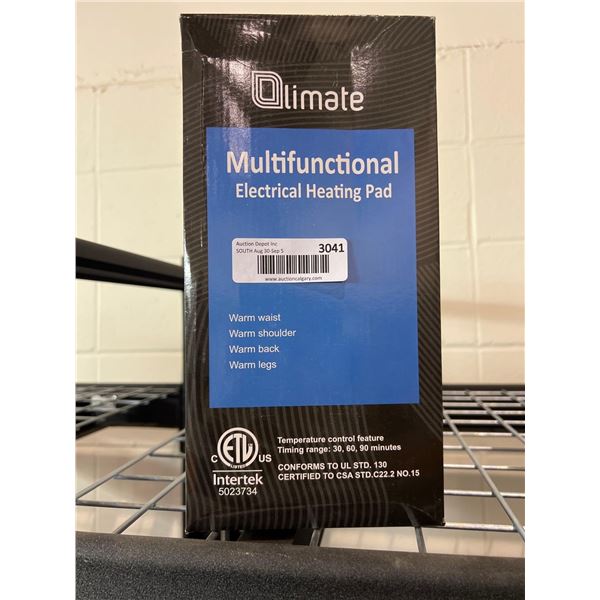 Olimate
Multifunctional
Electrical Heating Pad
Auction Depot Inc
SOUTH Aug 30-Sep 5
3041
www.auctioncalgary.com
Warm waist
Warm shoulder
Warm back
Warm legs
Temperature control feature
Timing range: 30, 60, 90 minutes
C ETL US
LISTED
CONFORMS TO UL STD. 130
CERTIFIED TO CSA STD.C22.2 NO.15
Intertek
5023734